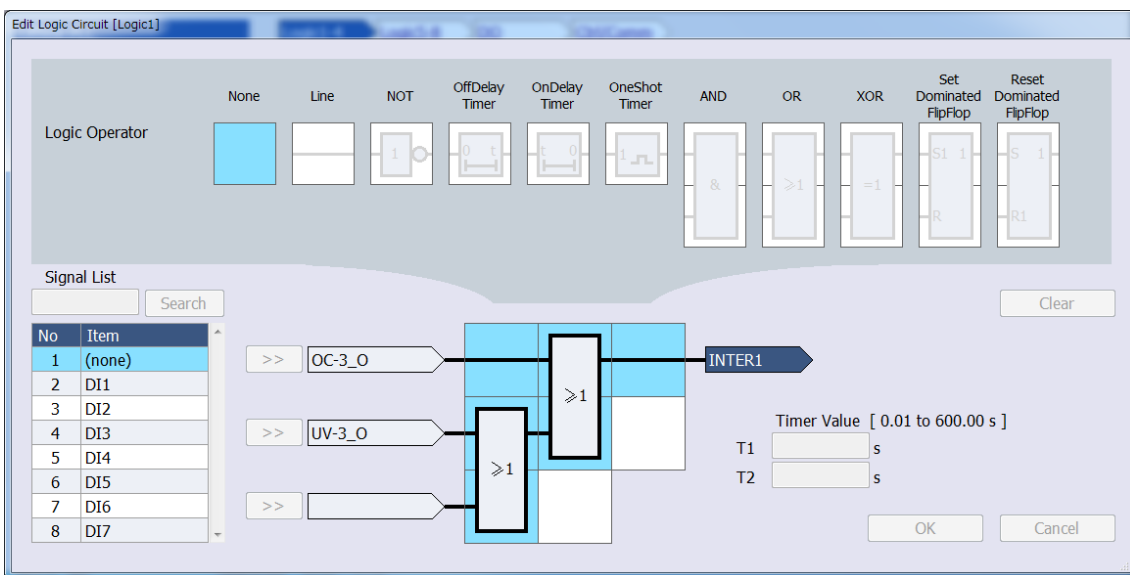 Edit Logic Circuit [Logic1]
Logic Operator
None
Line
NOT
OffDelay
Timer
OnDelay
Timer
OneShot
Timer
AND
OR
XOR
Set
Dominated
FlipFlop
Reset
Dominated
FlipFlop
1
0 t
t 0
1
&
≥1
=1
S1 1
R
S 1
R1
Signal List
Search
Clear
No Item
1 (none)
2 DI1
3 DI2
4 DI3
5 DI4
6 DI5
7 DI6
8 DI7
>> OC-3_O
>> UV-3_O
>>
≥1
≥1
INTER1
Timer Value [ 0.01 to 600.00 s ]
T1 s
T2 s
OK
Cancel